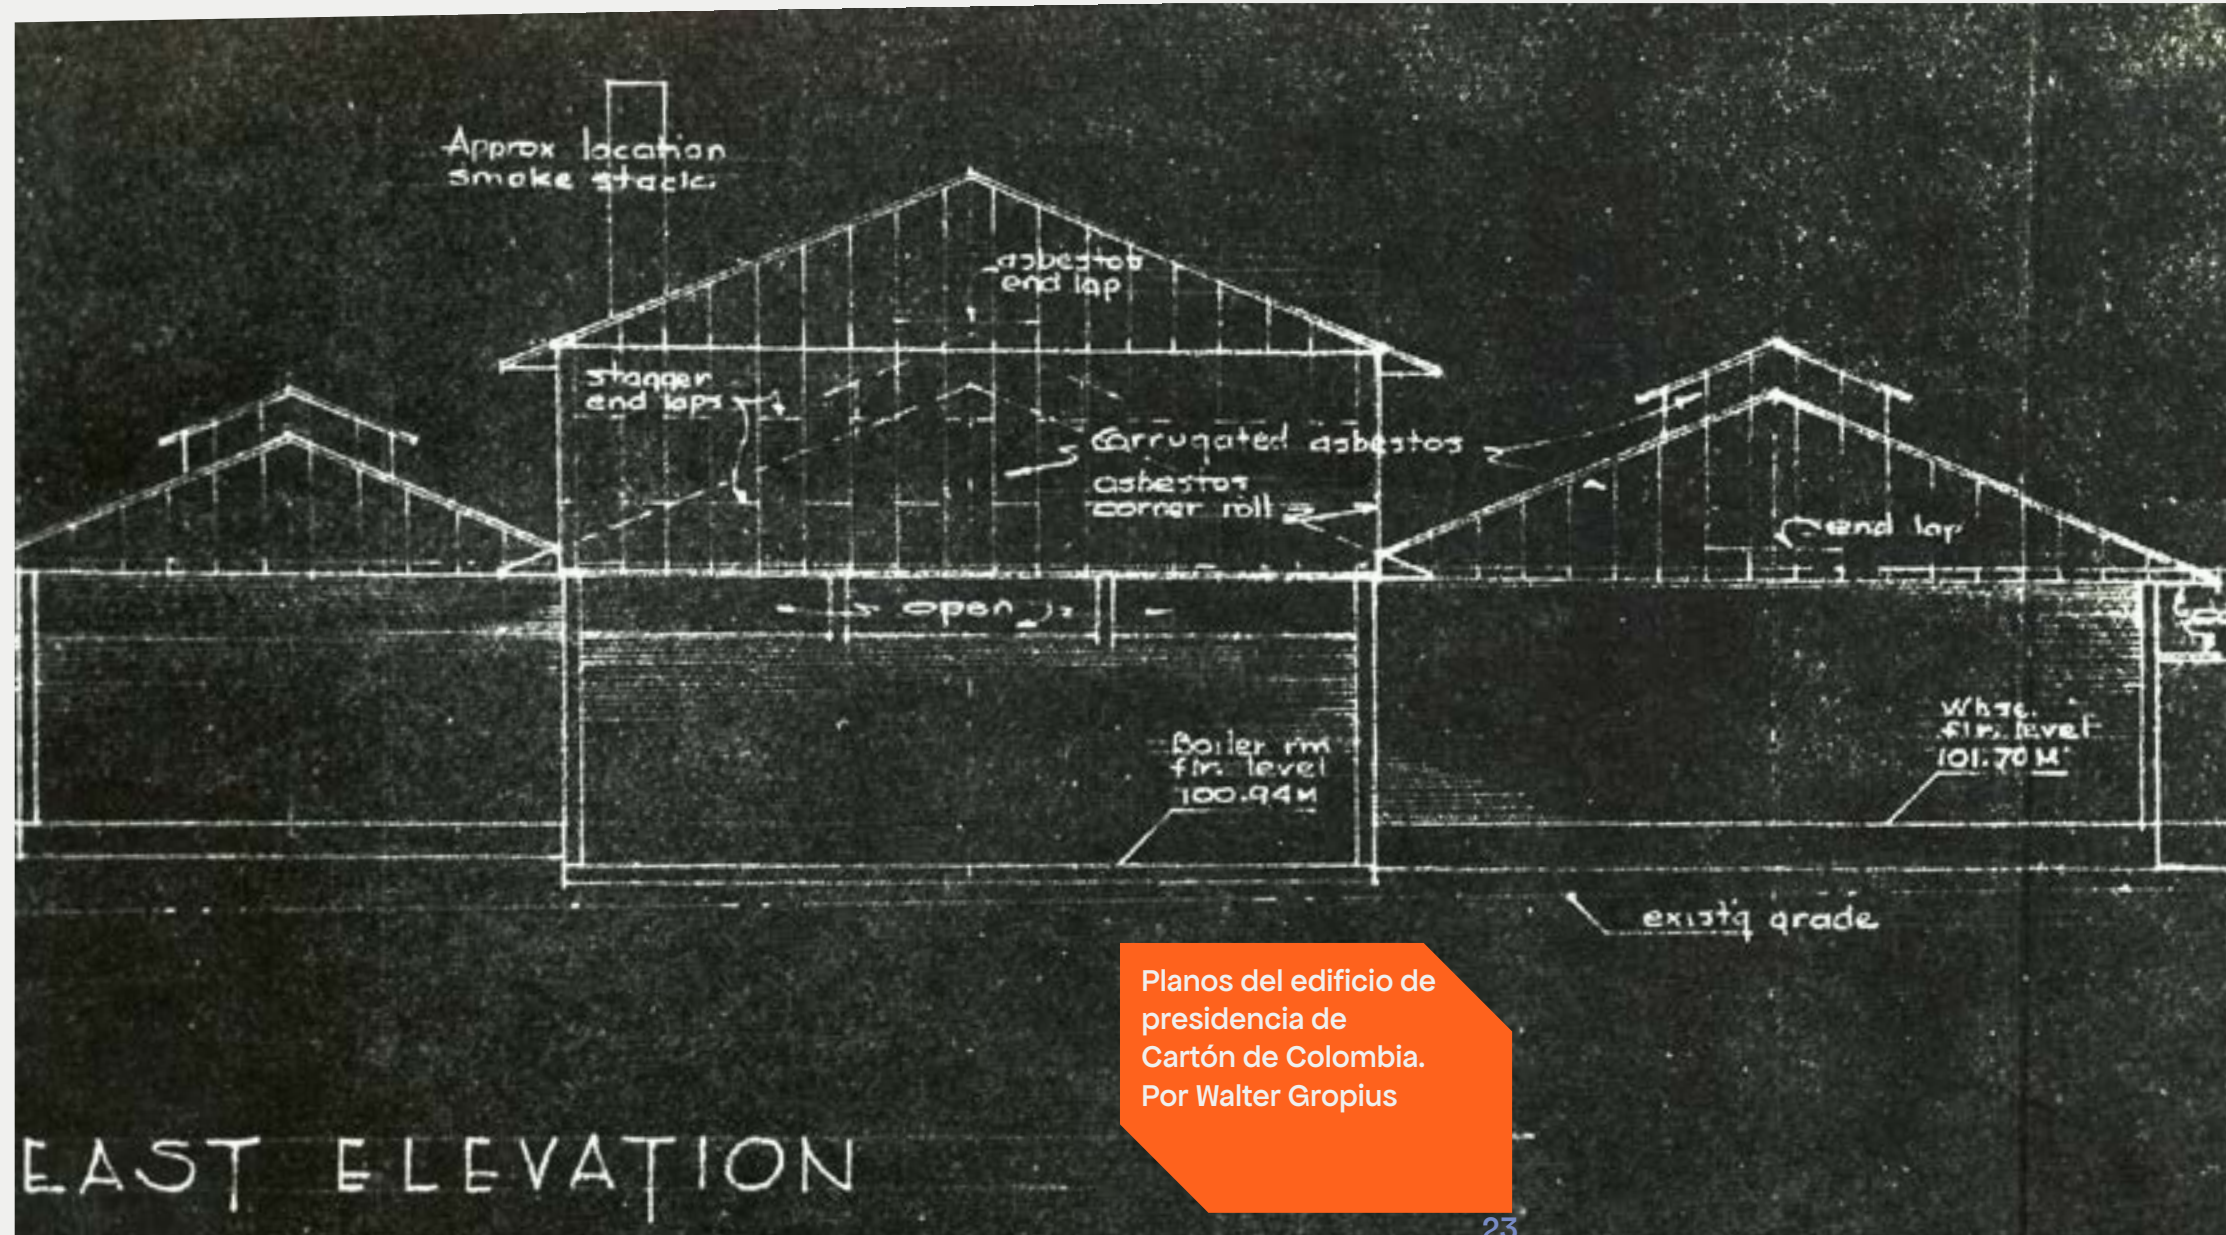 Approx location
smoke stack
asbestos
end lap
stagger
end laps
Corrugated asbestos
asbestos
corner roll
end lap
open
Whse.
flr. level
101.70 M
Boiler rm
flr. level
100.94 M
exist'g grade
Planos del edificio de
presidencia de
Cartón de Colombia.
Por Walter Gropius
EAST ELEVATION
23